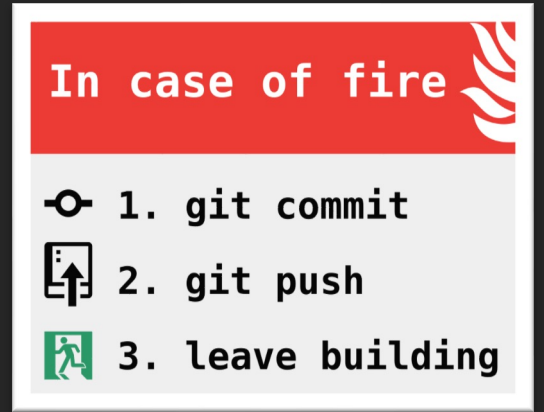 In case of fire
1. git commit
2. git push
3. leave building